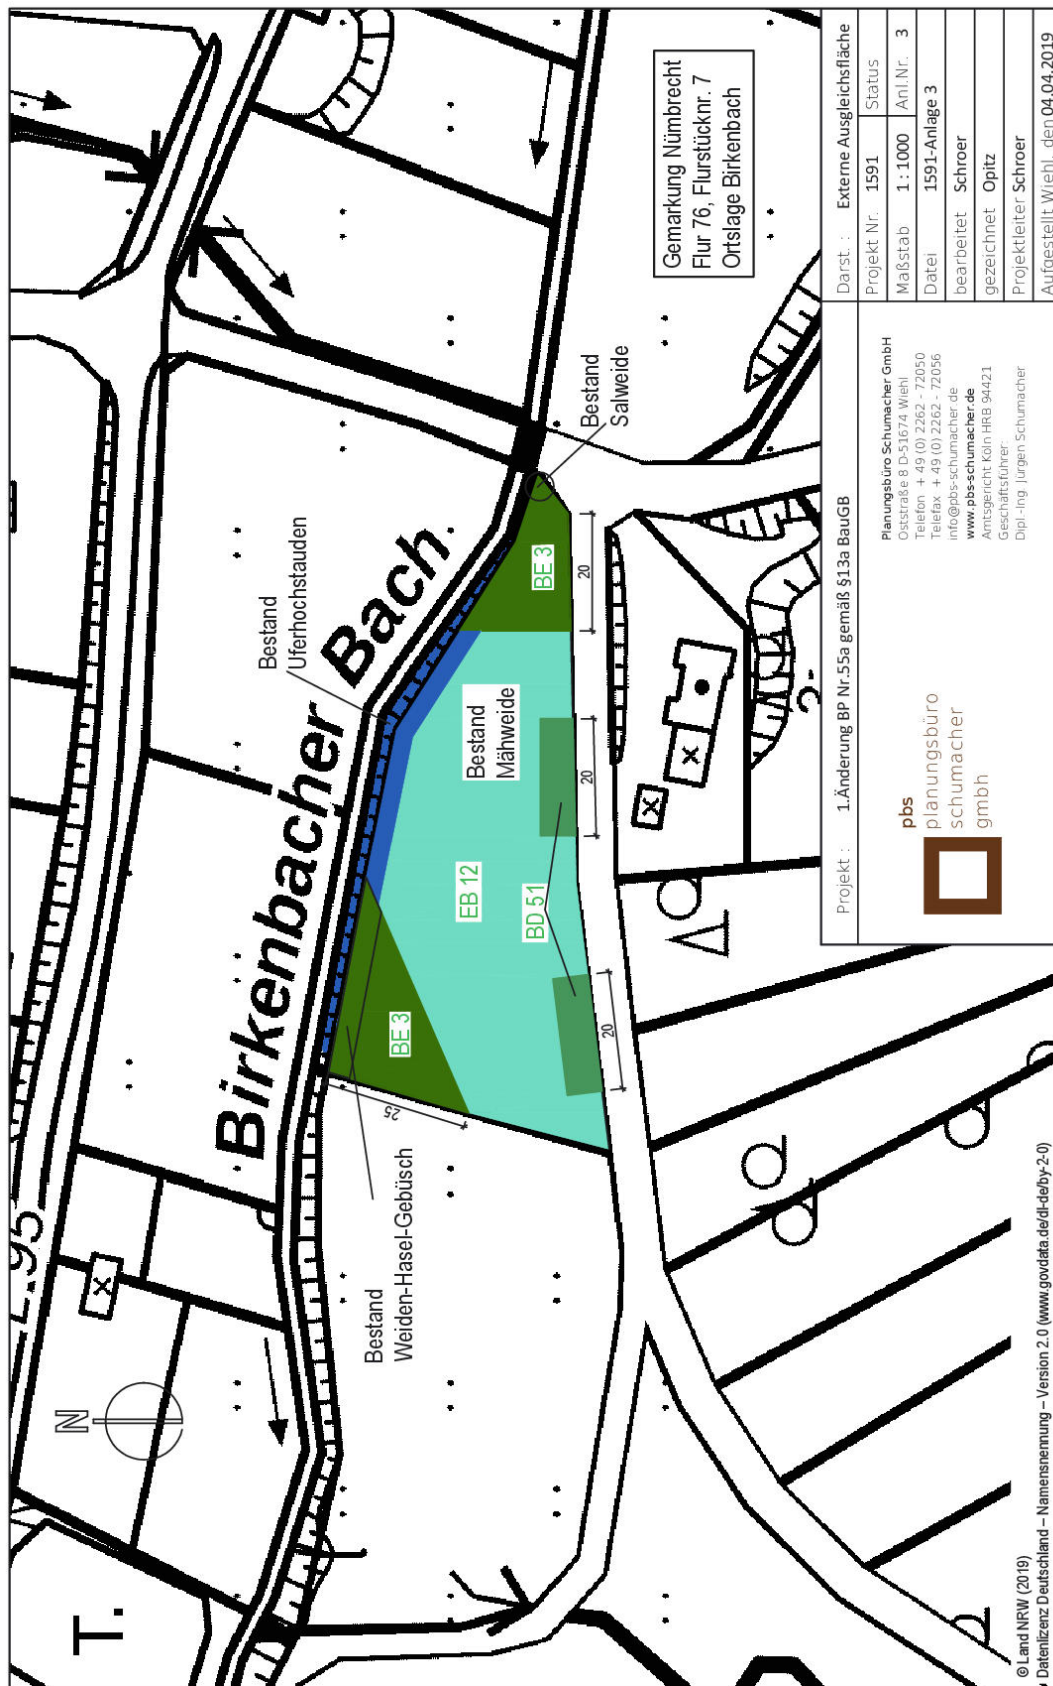 T.
L 95
N
Birkenbacher Bach
Bestand
Uferhochstauden
Bestand
Salweide
Bestand
Weiden-Hasel-Gebüsch
Bestand
Mähweide
BE 3
BE 3
EB 12
BD 51
25
20
20
20
Gemarkung Nümbrecht
Flur 76, Flurstücknr. 7
Ortslage Birkenbach
Projekt : 1.Änderung BP Nr.55a gemäß §13a BauGB
Darst. : Externe Ausgleichsfläche
pbs
planungsbüro
schumacher
gmbh
Planungsbüro Schumacher GmbH
Oststraße 8 D-51674 Wiehl
Telefon + 49 (0) 2262 - 72050
Telefax + 49 (0) 2262 - 72056
info@pbs-schumacher.de
www.pbs-schumacher.de
Amtsgericht Köln HRB 94421
Geschäftsführer:
Dipl.-Ing. Jürgen Schumacher
Projekt Nr. 1591 Status
Maßstab 1 : 1000 Anl.Nr. 3
Datei 1591-Anlage 3
bearbeitet Schroer
gezeichnet Opitz
Projektleiter Schroer
Aufgestellt Wiehl, den 04.04.2019
© Land NRW (2019)
Datenlizenz Deutschland – Namensnennung – Version 2.0 (www.govdata.de/dl-de/by-2-0)